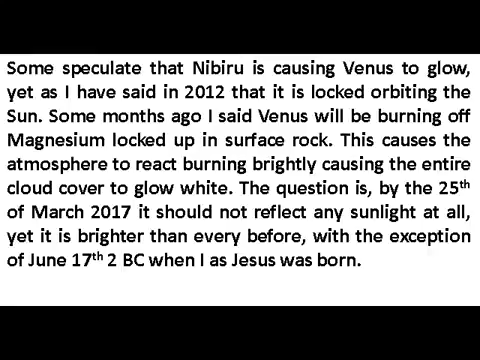 Some speculate that Nibiru is causing Venus to glow,
yet as I have said in 2012 that it is locked orbiting the
Sun. Some months ago I said Venus will be burning off
Magnesium locked up in surface rock. This causes the
atmosphere to react burning brightly causing the entire
cloud cover to glow white. The question is, by the 25th
of March 2017 it should not reflect any sunlight at all,
yet it is brighter than every before, with the exception
of June 17th 2 BC when I as Jesus was born.